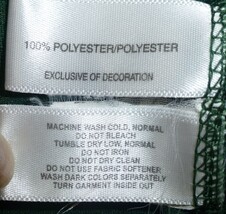 100% POLYESTER/POLYESTER
EXCLUSIVE OF DECORATION
MACHINE WASH COLD, NORMAL
DO NOT BLEACH
TUMBLE DRY LOW, NORMAL
DO NOT IRON
DO NOT DRY CLEAN
DO NOT USE FABRIC SOFTENER
WASH DARK COLORS SEPARATELY
TURN GARMENT INSIDE OUT